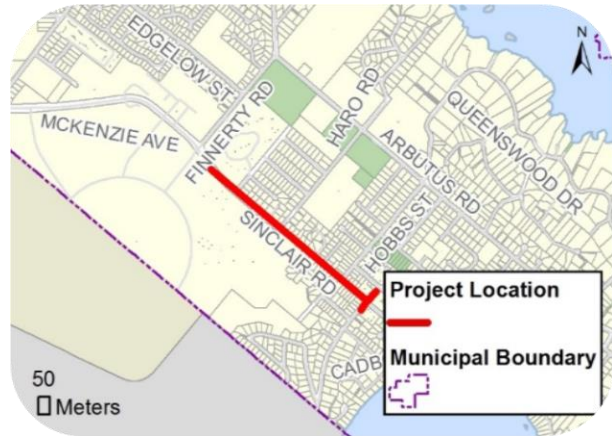 EDGELOW ST
N
MCKENZIE AVE
FINNERTY RD
HARO RD
QUEENSWOOD DR
ARBUTUS RD
SINCLAIR RD
HOBBS ST
Project Location
Municipal Boundary
CADB
50
Meters